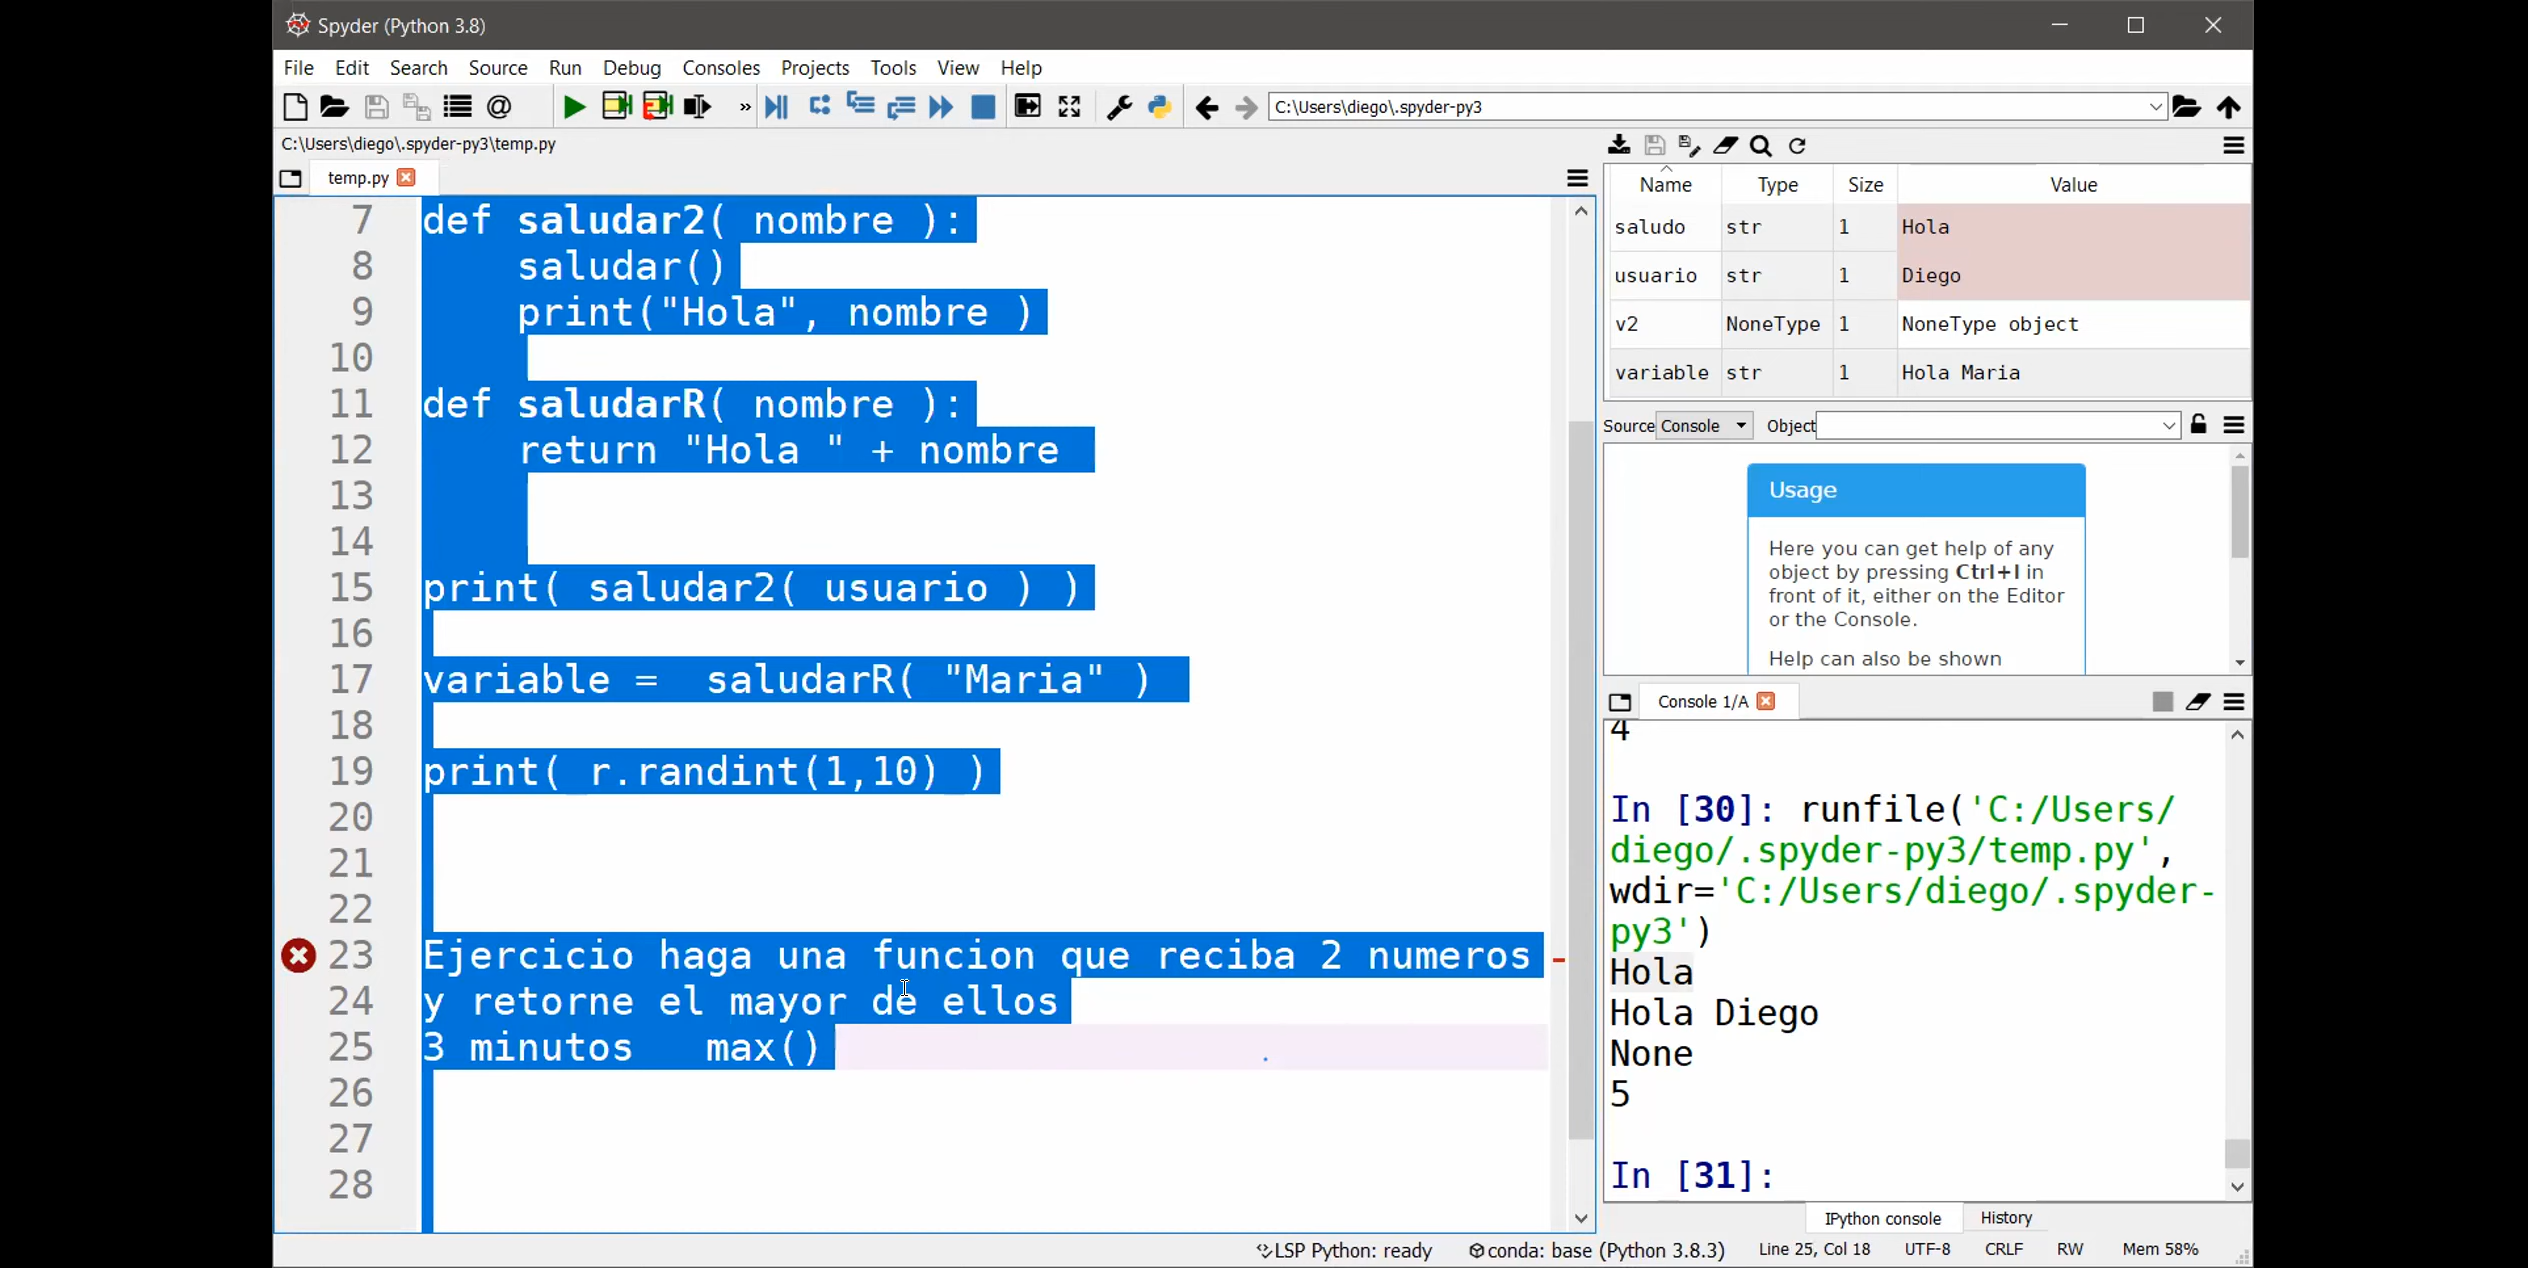 Spyder (Python 3.8)
File Edit Search Source Run Debug Consoles Projects Tools View Help
C:\Users\diego\.spyder-py3
C:\Users\diego\.spyder-py3\temp.py
temp.py
7 def saludar2( nombre ):
8     saludar()
9     print("Hola", nombre )
10
11 def saludarR( nombre ):
12     return "Hola " + nombre
13
14
15 print( saludar2( usuario ) )
16
17 variable =  saludarR( "Maria" )
18
19 print( r.randint(1,10) )
20
21
22
23 Ejercicio haga una funcion que reciba 2 numeros
24 y retorne el mayor de ellos
25 3 minutos   max()
26
27
28
Name Type Size Value
saludo str 1 Hola
usuario str 1 Diego
v2 NoneType 1 NoneType object
variable str 1 Hola Maria
Source Console Object
Usage
Here you can get help of any
object by pressing Ctrl+I in
front of it, either on the Editor
or the Console.
Help can also be shown
Console 1/A
4
In [30]: runfile('C:/Users/
diego/.spyder-py3/temp.py',
wdir='C:/Users/diego/.spyder-
py3')
Hola
Hola Diego
None
5
In [31]:
IPython console History
LSP Python: ready conda: base (Python 3.8.3) Line 25, Col 18 UTF-8 CRLF RW Mem 58%